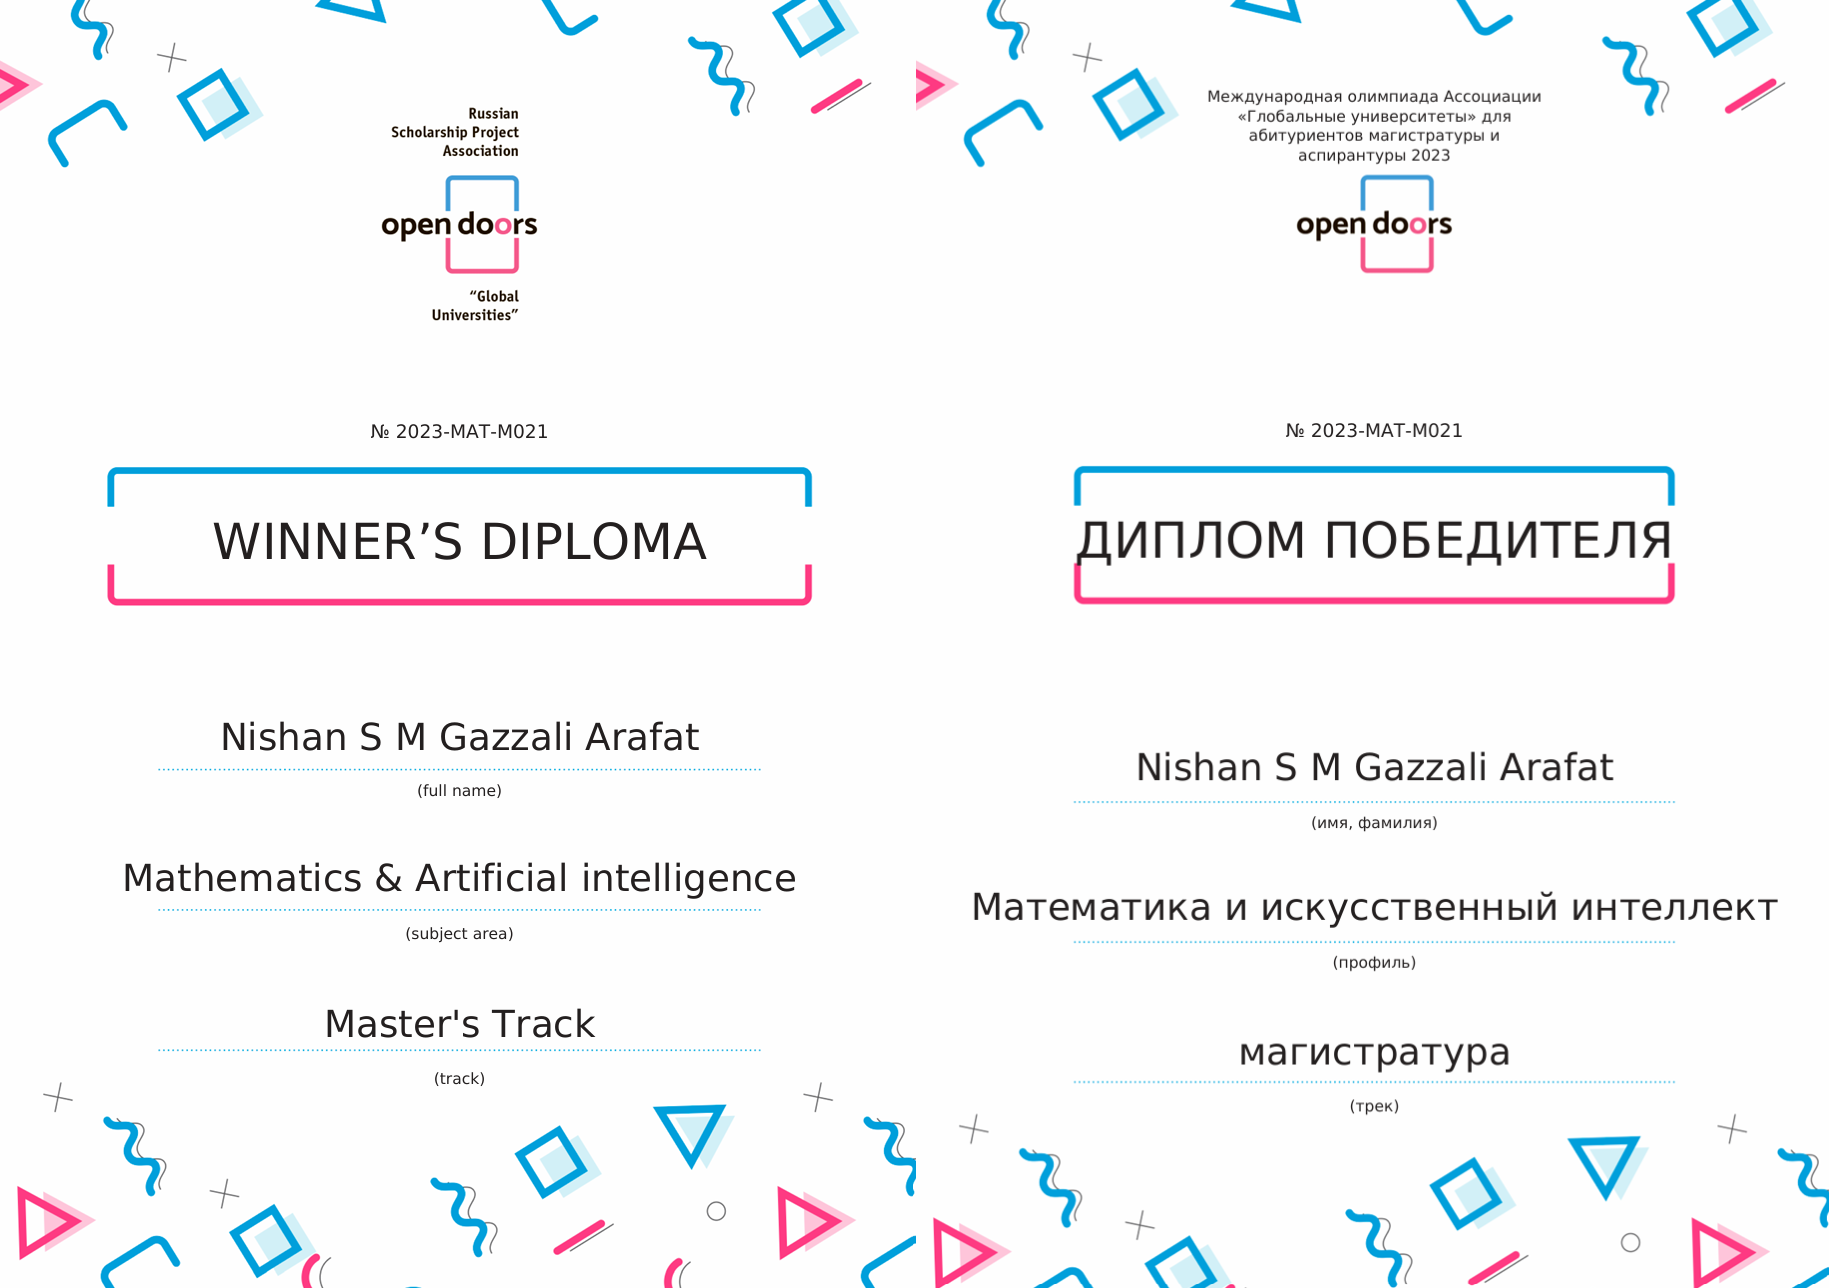 Russian
Scholarship Project
Association
open doors
“Global
Universities”
№ 2023-MAT-M021
WINNER’S DIPLOMA
Nishan S M Gazzali Arafat
(full name)
Mathematics & Artificial intelligence
(subject area)
Master's Track
(track)
Международная олимпиада Ассоциации
«Глобальные университеты» для
абитуриентов магистратуры и
аспирантуры 2023
open doors
№ 2023-MAT-M021
ДИПЛОМ ПОБЕДИТЕЛЯ
Nishan S M Gazzali Arafat
(имя, фамилия)
Математика и искусственный интеллект
(профиль)
магистратура
(трек)